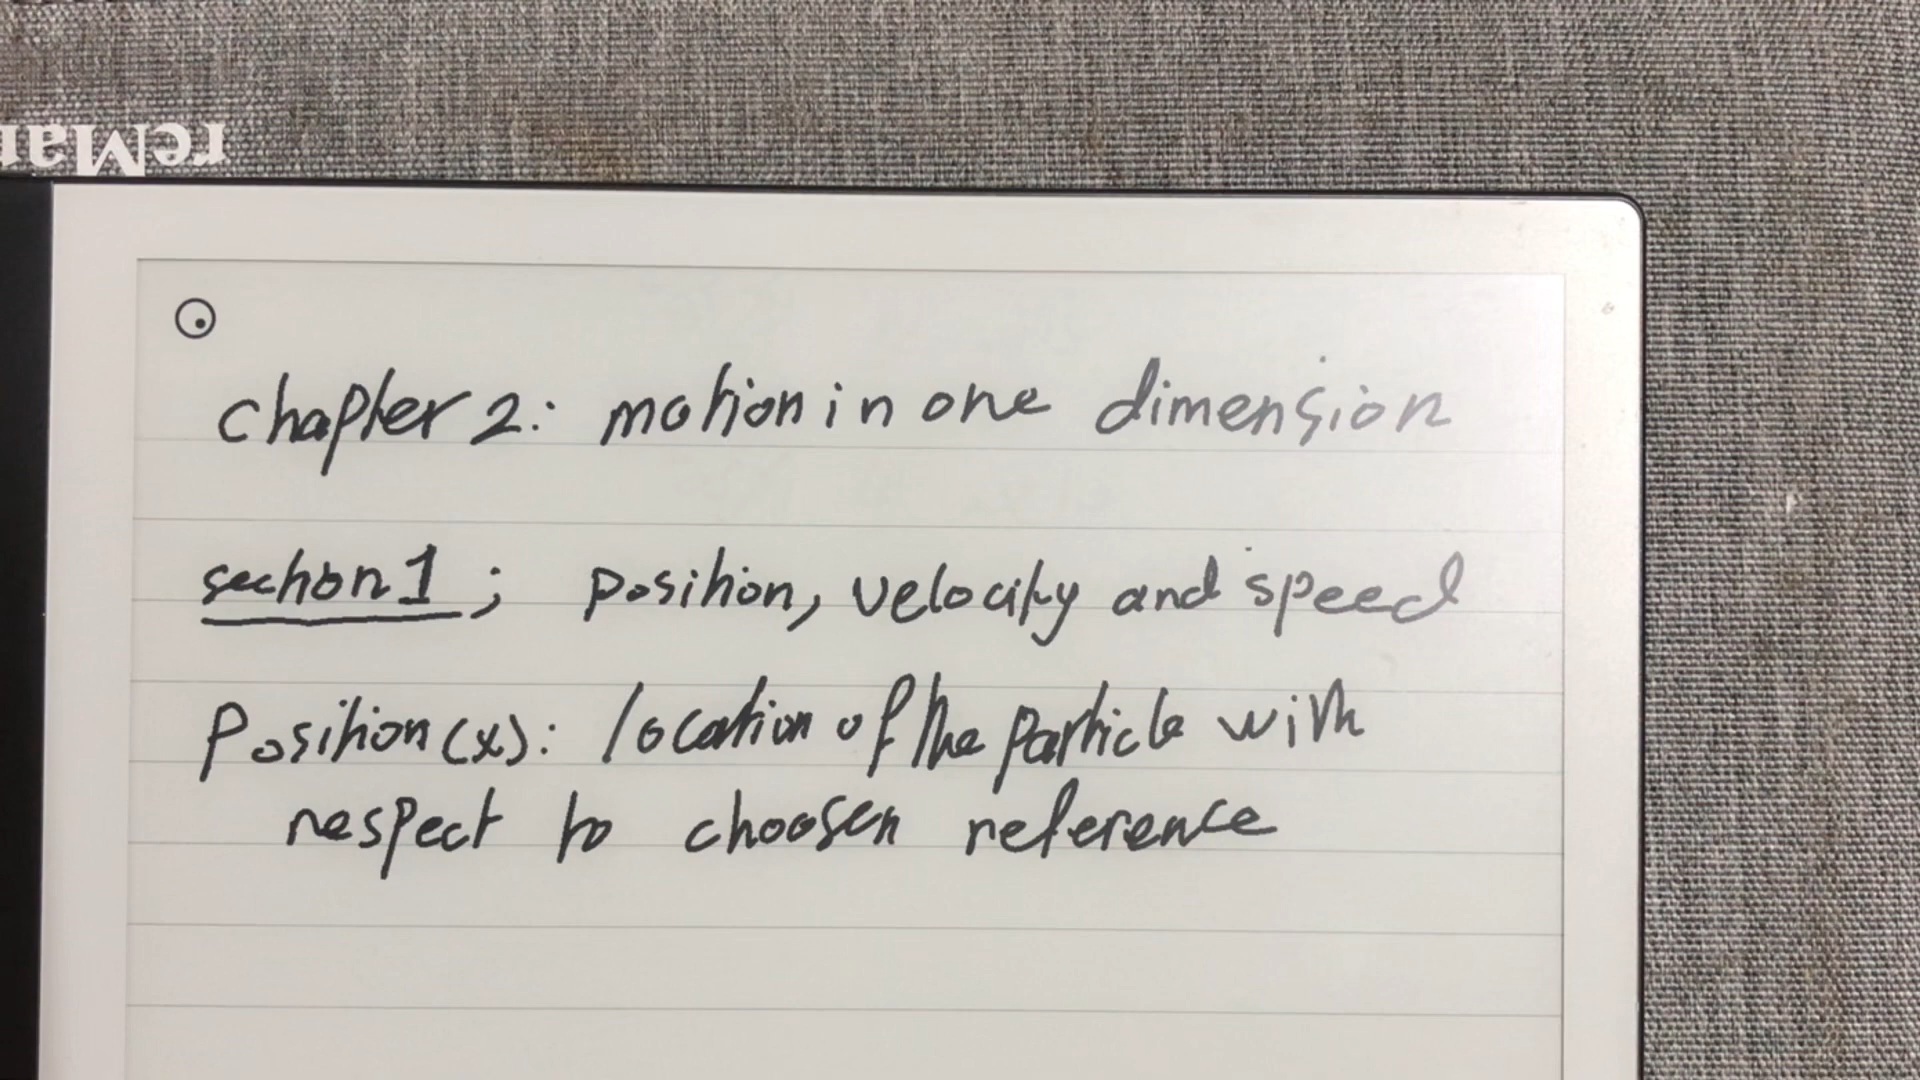 reMar
chapter 2: motion in one dimension
section 1; position, velocity and speed
Position (x): location of the particle with
respect to choosen reference